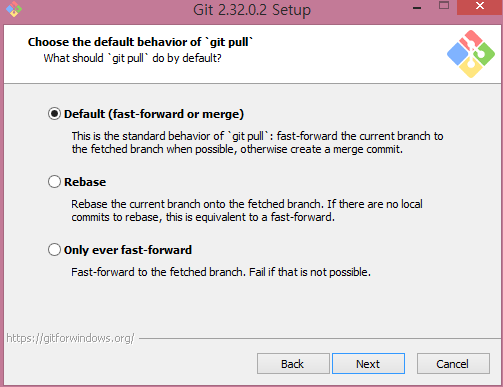 Git 2.32.0.2 Setup
Choose the default behavior of `git pull`
What should `git pull` do by default?
Default (fast-forward or merge)
This is the standard behavior of `git pull`: fast-forward the current branch to
the fetched branch when possible, otherwise create a merge commit.
Rebase
Rebase the current branch onto the fetched branch. If there are no local
commits to rebase, this is equivalent to a fast-forward.
Only ever fast-forward
Fast-forward to the fetched branch. Fail if that is not possible.
https://gitforwindows.org/
Back Next Cancel